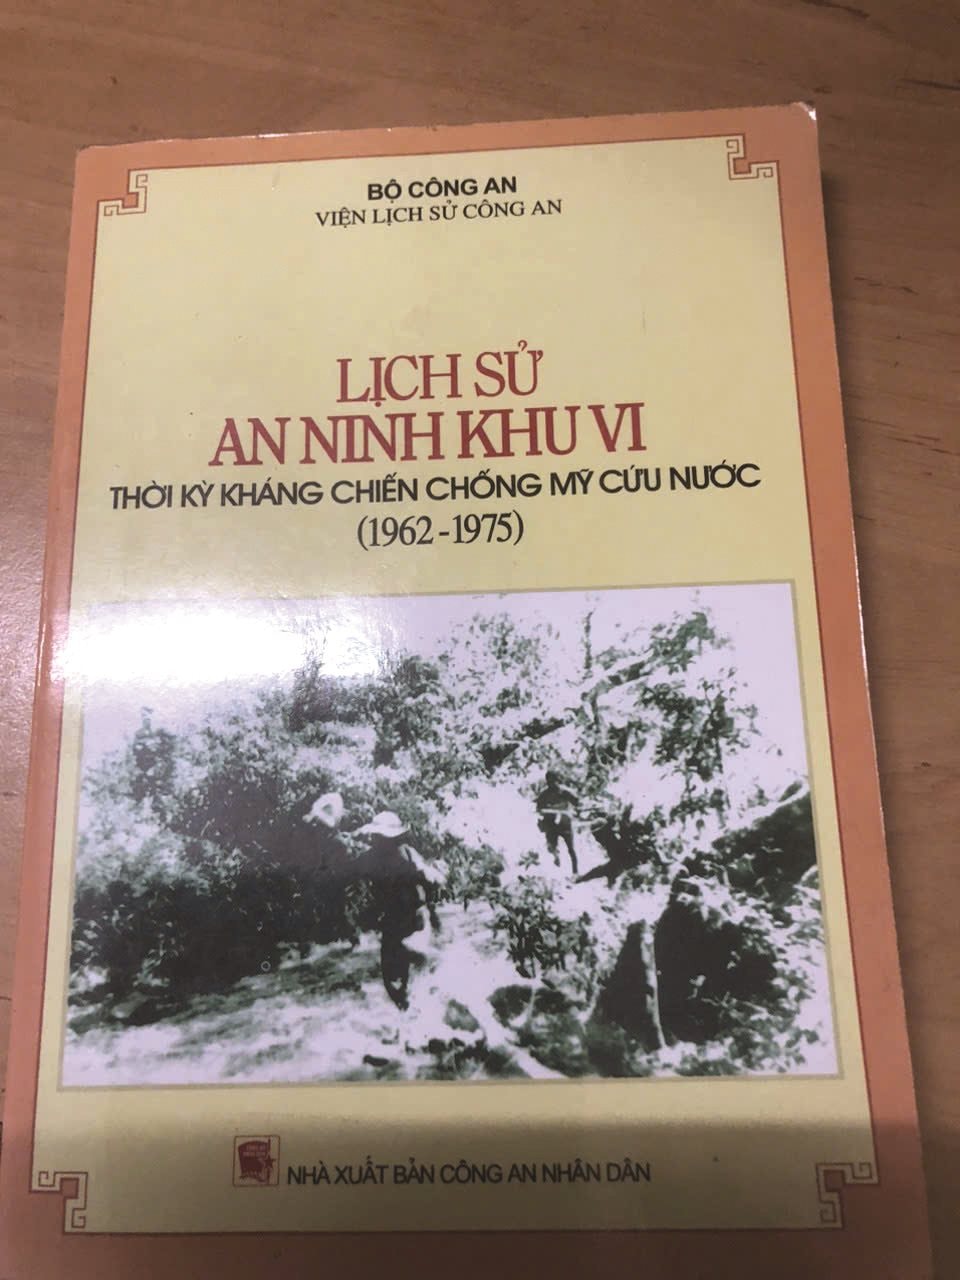 BỘ CÔNG AN
VIỆN LỊCH SỬ CÔNG AN
LỊCH SỬ
AN NINH KHU VI
THỜI KỲ KHÁNG CHIẾN CHỐNG MỸ CỨU NƯỚC
(1962-1975)
NHÀ XUẤT BẢN CÔNG AN NHÂN DÂN